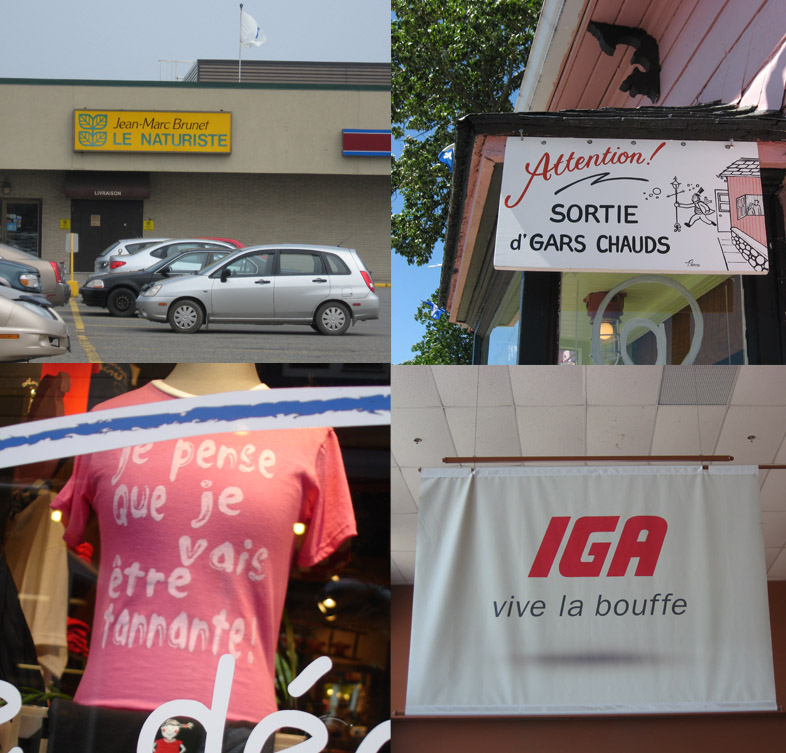 Jean-Marc Brunet
LE NATURISTE
LIVRAISON
Attention!
SORTIE
d'GARS CHAUDS
je pense
que je
vais
être
tannante!
dé
IGA
vive la bouffe